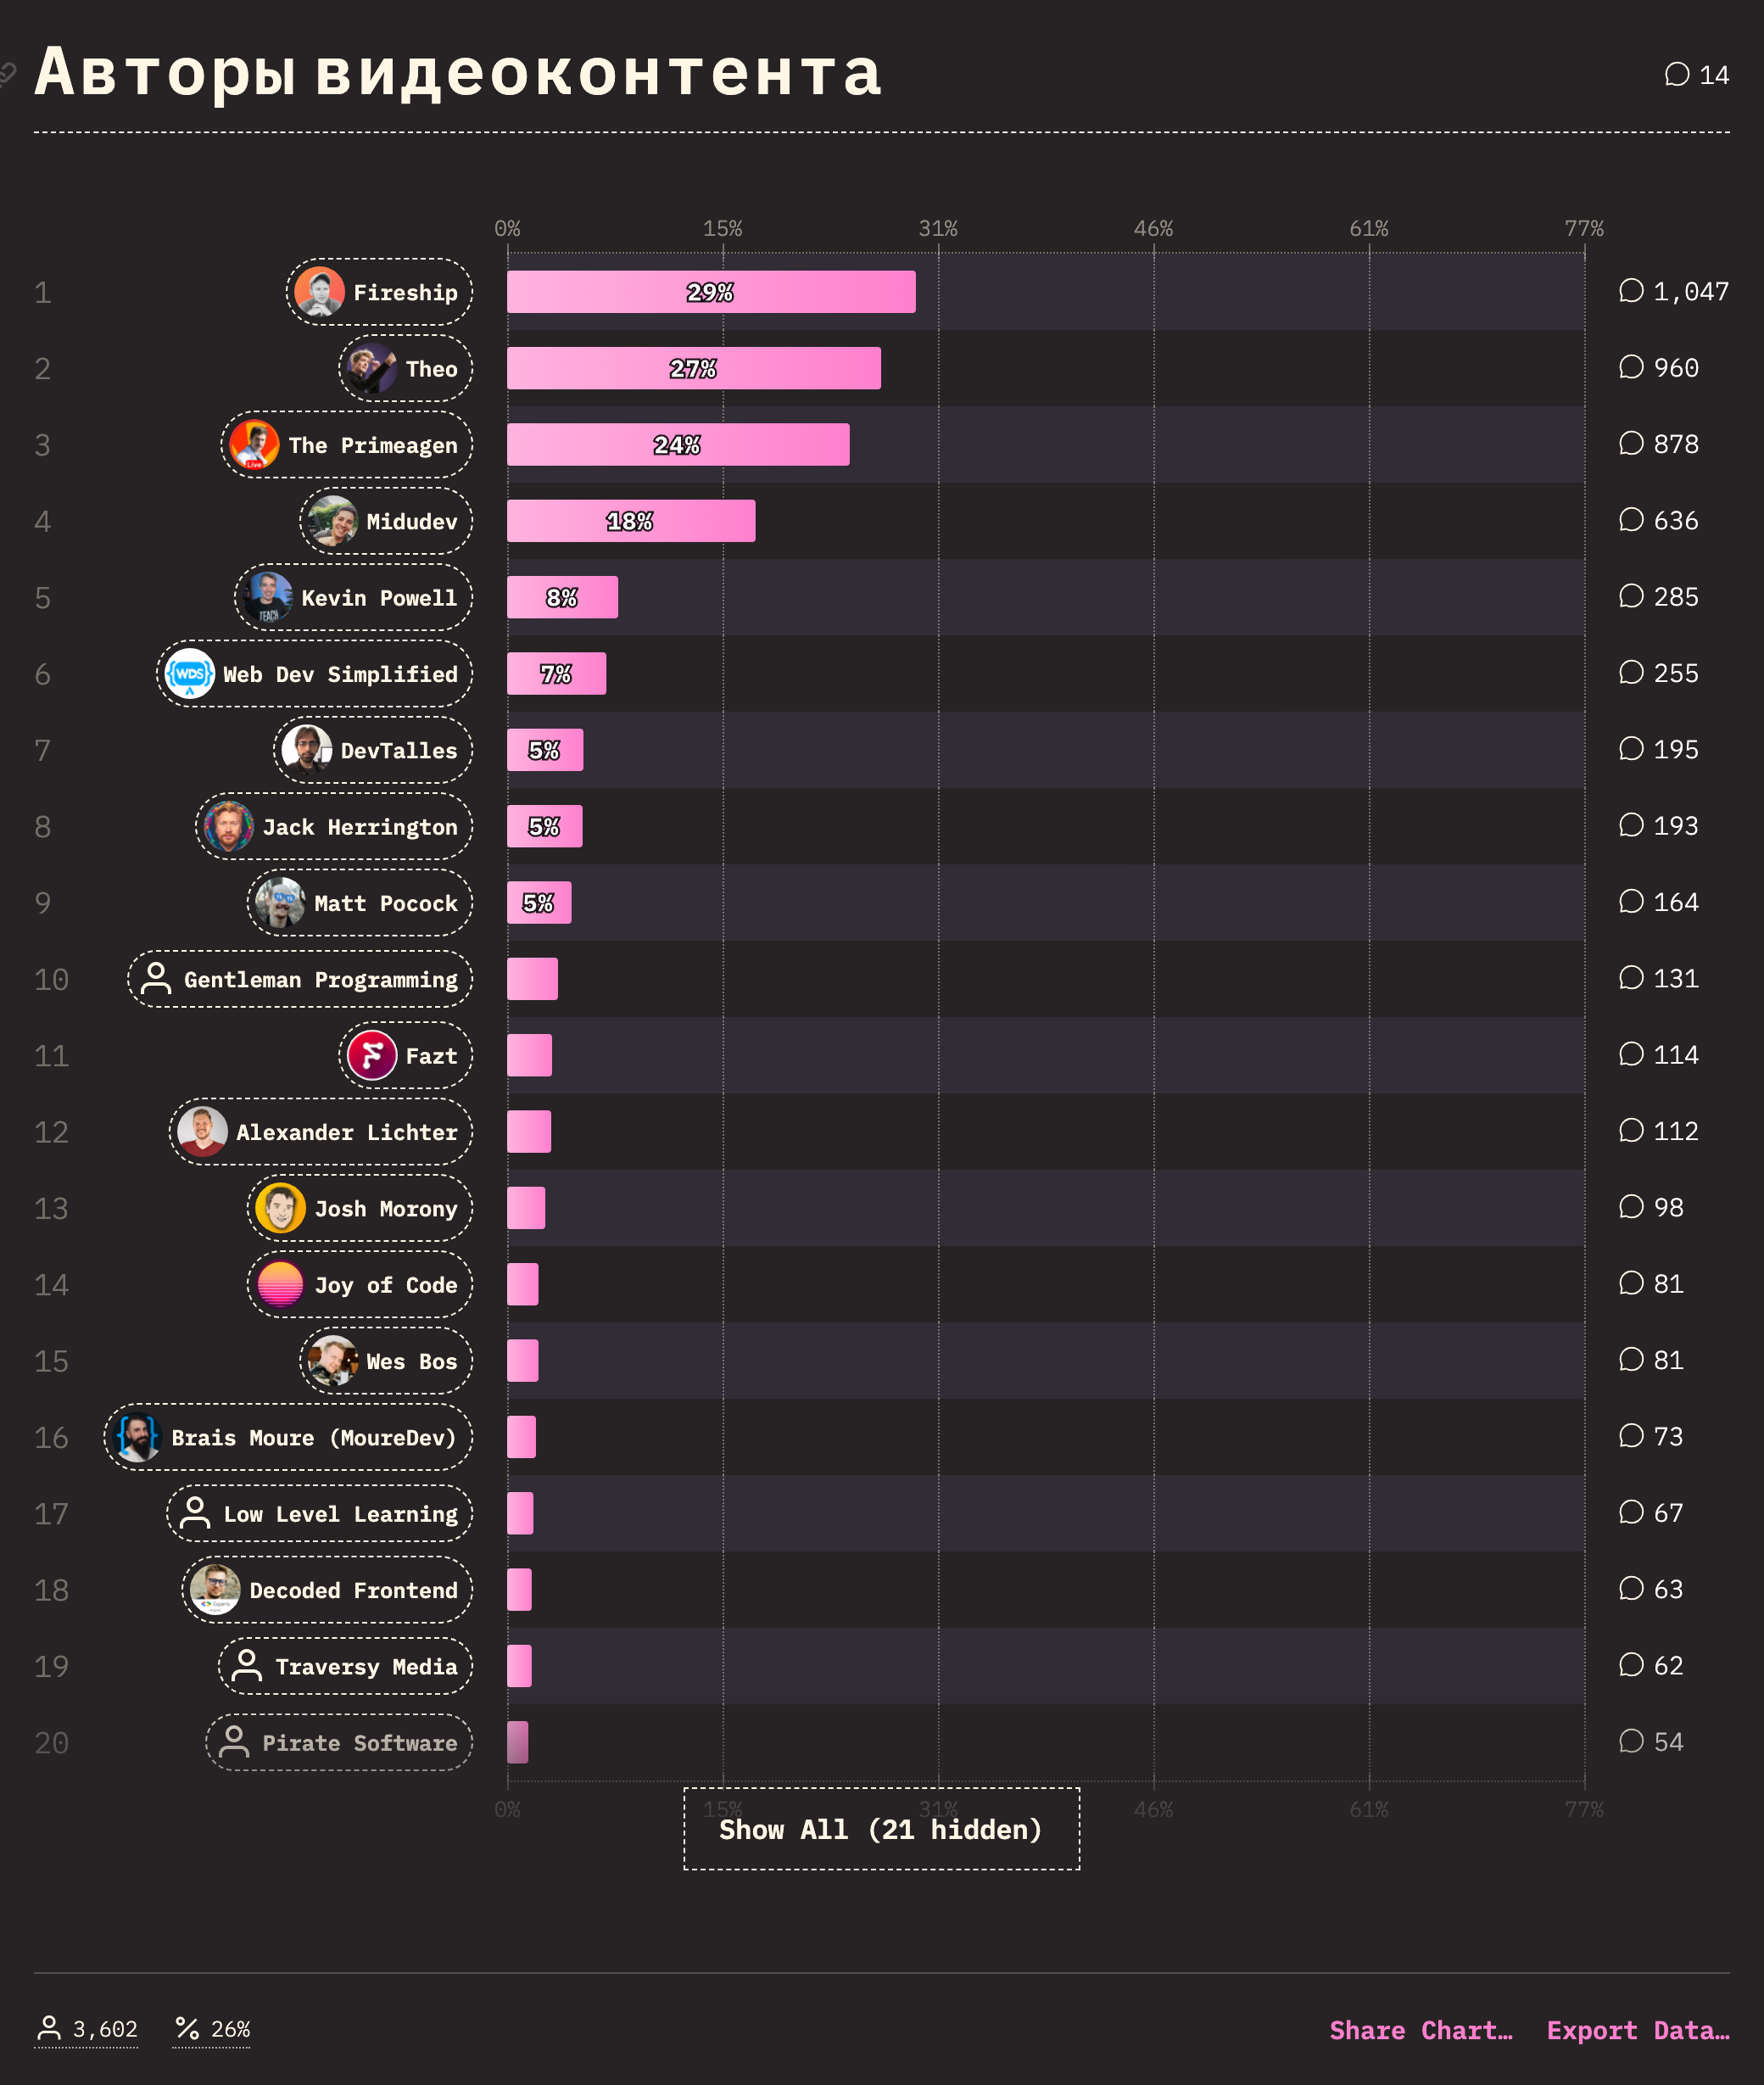 Авторы видеоконтента
14
0% 15% 31% 46% 61% 77%
1 Fireship 29% 1,047
2 Theo 27% 960
3 The Primeagen 24% 878
4 Midudev 18% 636
5 Kevin Powell 8% 285
6 WDS Web Dev Simplified 7% 255
7 DevTalles 5% 195
8 Jack Herrington 5% 193
9 Matt Pocock 5% 164
10 Gentleman Programming 131
11 Fazt 114
12 Alexander Lichter 112
13 Josh Morony 98
14 Joy of Code 81
15 Wes Bos 81
16 Brais Moure (MoureDev) 73
17 Low Level Learning 67
18 Decoded Frontend 63
19 Traversy Media 62
20 Pirate Software 54
0% 15% 31% 46% 61% 77%
Show All (21 hidden)
3,602 26% Share Chart… Export Data…